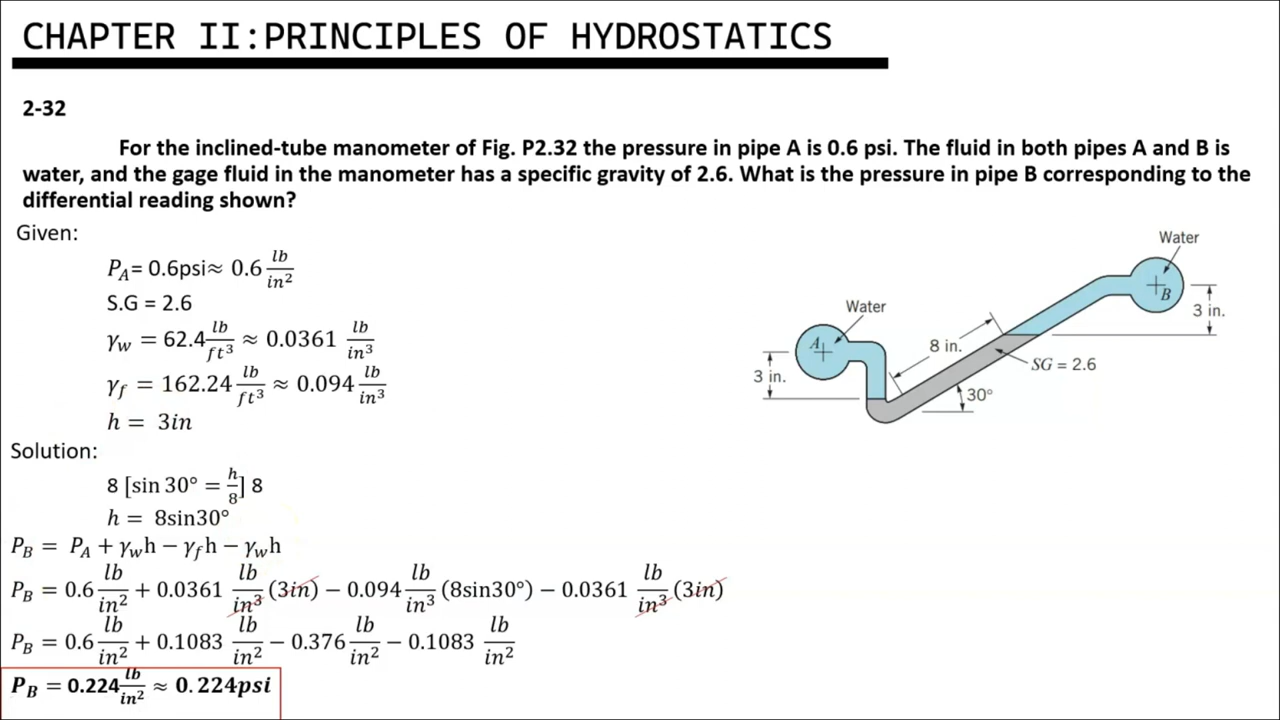 CHAPTER II:PRINCIPLES OF HYDROSTATICS
2-32
For the inclined-tube manometer of Fig. P2.32 the pressure in pipe A is 0.6 psi. The fluid in both pipes A and B is
water, and the gage fluid in the manometer has a specific gravity of 2.6. What is the pressure in pipe B corresponding to the
differential reading shown?
Given:
P_A= 0.6psi≈ 0.6 lb/in²
S.G = 2.6
γ_w = 62.4 lb/ft³ ≈ 0.0361 lb/in³
γ_f = 162.24 lb/ft³ ≈ 0.094 lb/in³
h = 3in
Solution:
8 [sin 30° = h/8] 8
h = 8sin30°
P_B = P_A + γ_w h − γ_f h − γ_w h
P_B = 0.6 lb/in² + 0.0361 lb/in³ (3in) − 0.094 lb/in³ (8sin30°) − 0.0361 lb/in³ (3in)
P_B = 0.6 lb/in² + 0.1083 lb/in² − 0.376 lb/in² − 0.1083 lb/in²
P_B = 0.224 lb/in² ≈ 0.224psi
Water
B
3 in.
Water
A
8 in.
SG = 2.6
3 in.
30°